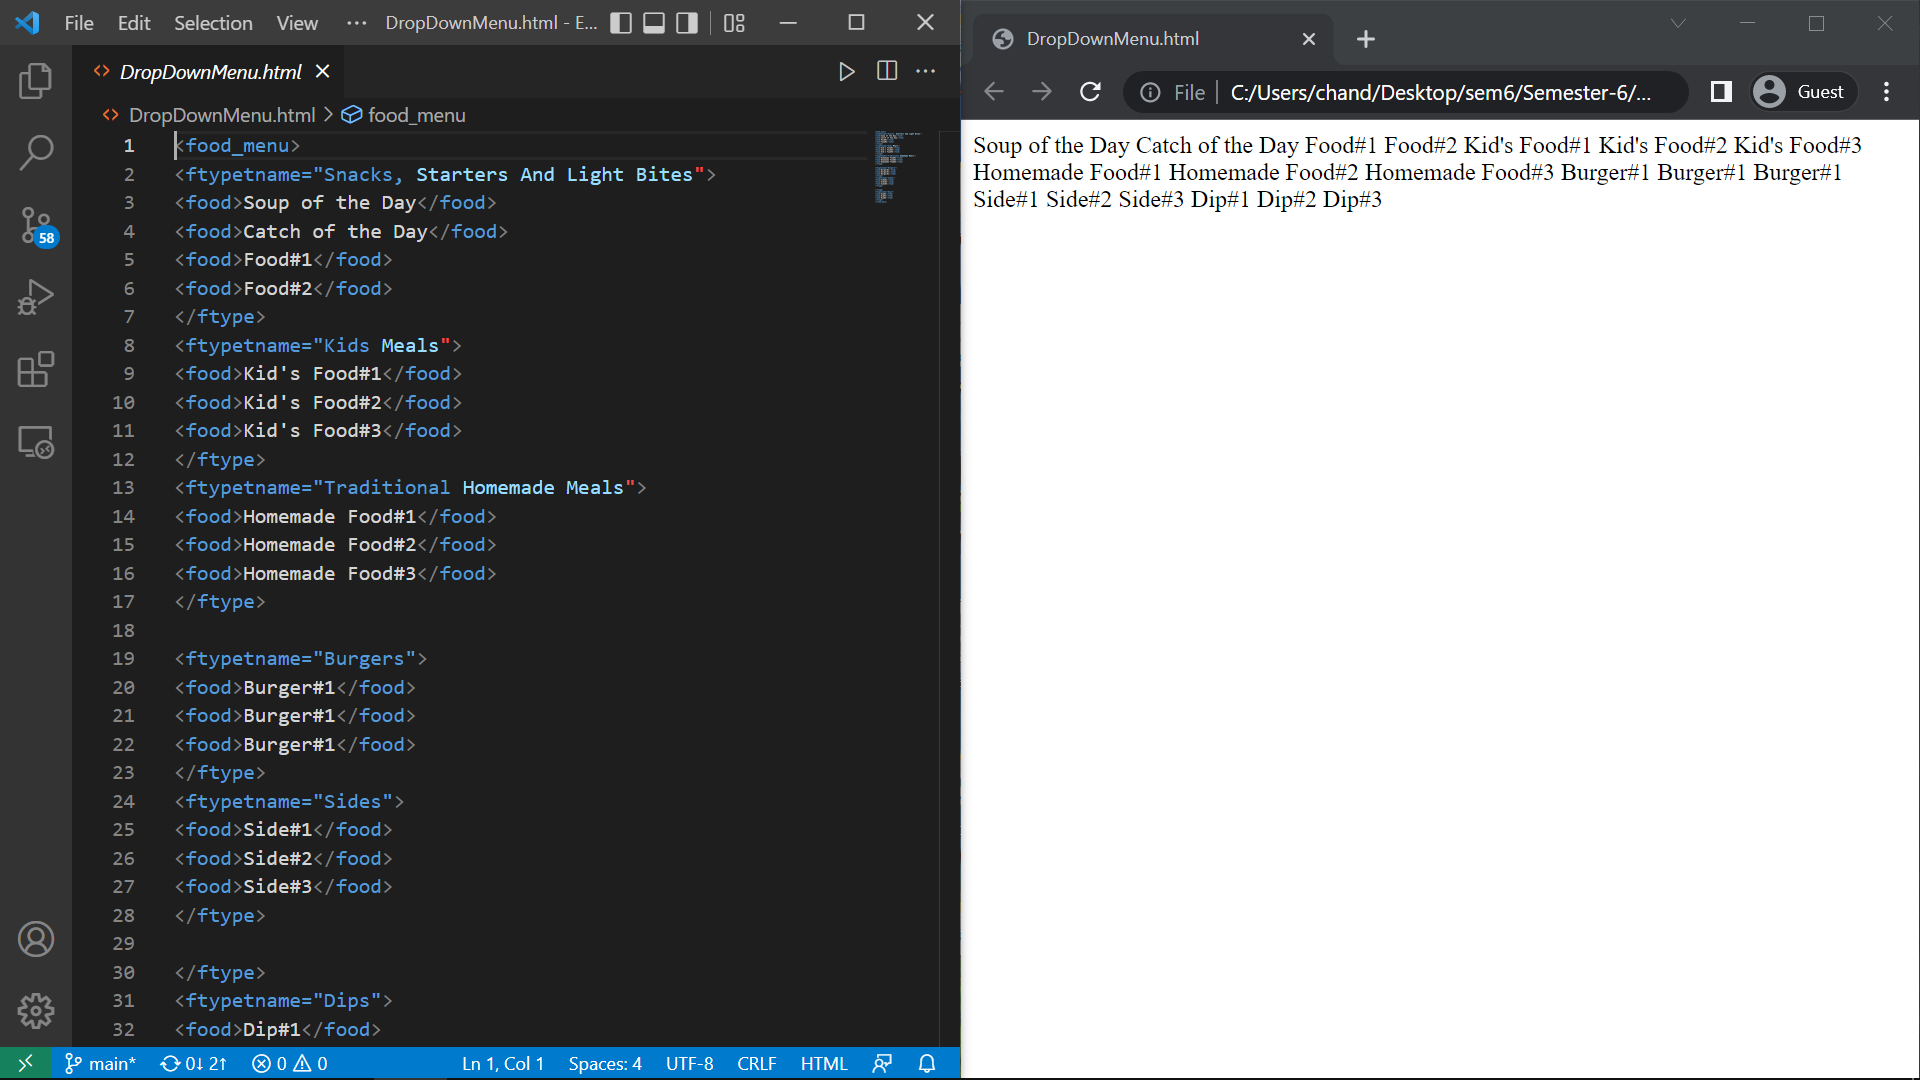 File Edit Selection View ··· DropDownMenu.html - E...
DropDownMenu.html
DropDownMenu.html > food_menu
58
1 <food_menu>
2 <ftypetname="Snacks, Starters And Light Bites">
3 <food>Soup of the Day</food>
4 <food>Catch of the Day</food>
5 <food>Food#1</food>
6 <food>Food#2</food>
7 </ftype>
8 <ftypetname="Kids Meals">
9 <food>Kid's Food#1</food>
10 <food>Kid's Food#2</food>
11 <food>Kid's Food#3</food>
12 </ftype>
13 <ftypetname="Traditional Homemade Meals">
14 <food>Homemade Food#1</food>
15 <food>Homemade Food#2</food>
16 <food>Homemade Food#3</food>
17 </ftype>
18
19 <ftypetname="Burgers">
20 <food>Burger#1</food>
21 <food>Burger#1</food>
22 <food>Burger#1</food>
23 </ftype>
24 <ftypetname="Sides">
25 <food>Side#1</food>
26 <food>Side#2</food>
27 <food>Side#3</food>
28 </ftype>
29
30 </ftype>
31 <ftypetname="Dips">
32 <food>Dip#1</food>
main* 0↓ 2↑ 0 0 Ln 1, Col 1 Spaces: 4 UTF-8 CRLF HTML
DropDownMenu.html
File | C:/Users/chand/Desktop/sem6/Semester-6/... Guest
Soup of the Day Catch of the Day Food#1 Food#2 Kid's Food#1 Kid's Food#2 Kid's Food#3
Homemade Food#1 Homemade Food#2 Homemade Food#3 Burger#1 Burger#1 Burger#1
Side#1 Side#2 Side#3 Dip#1 Dip#2 Dip#3